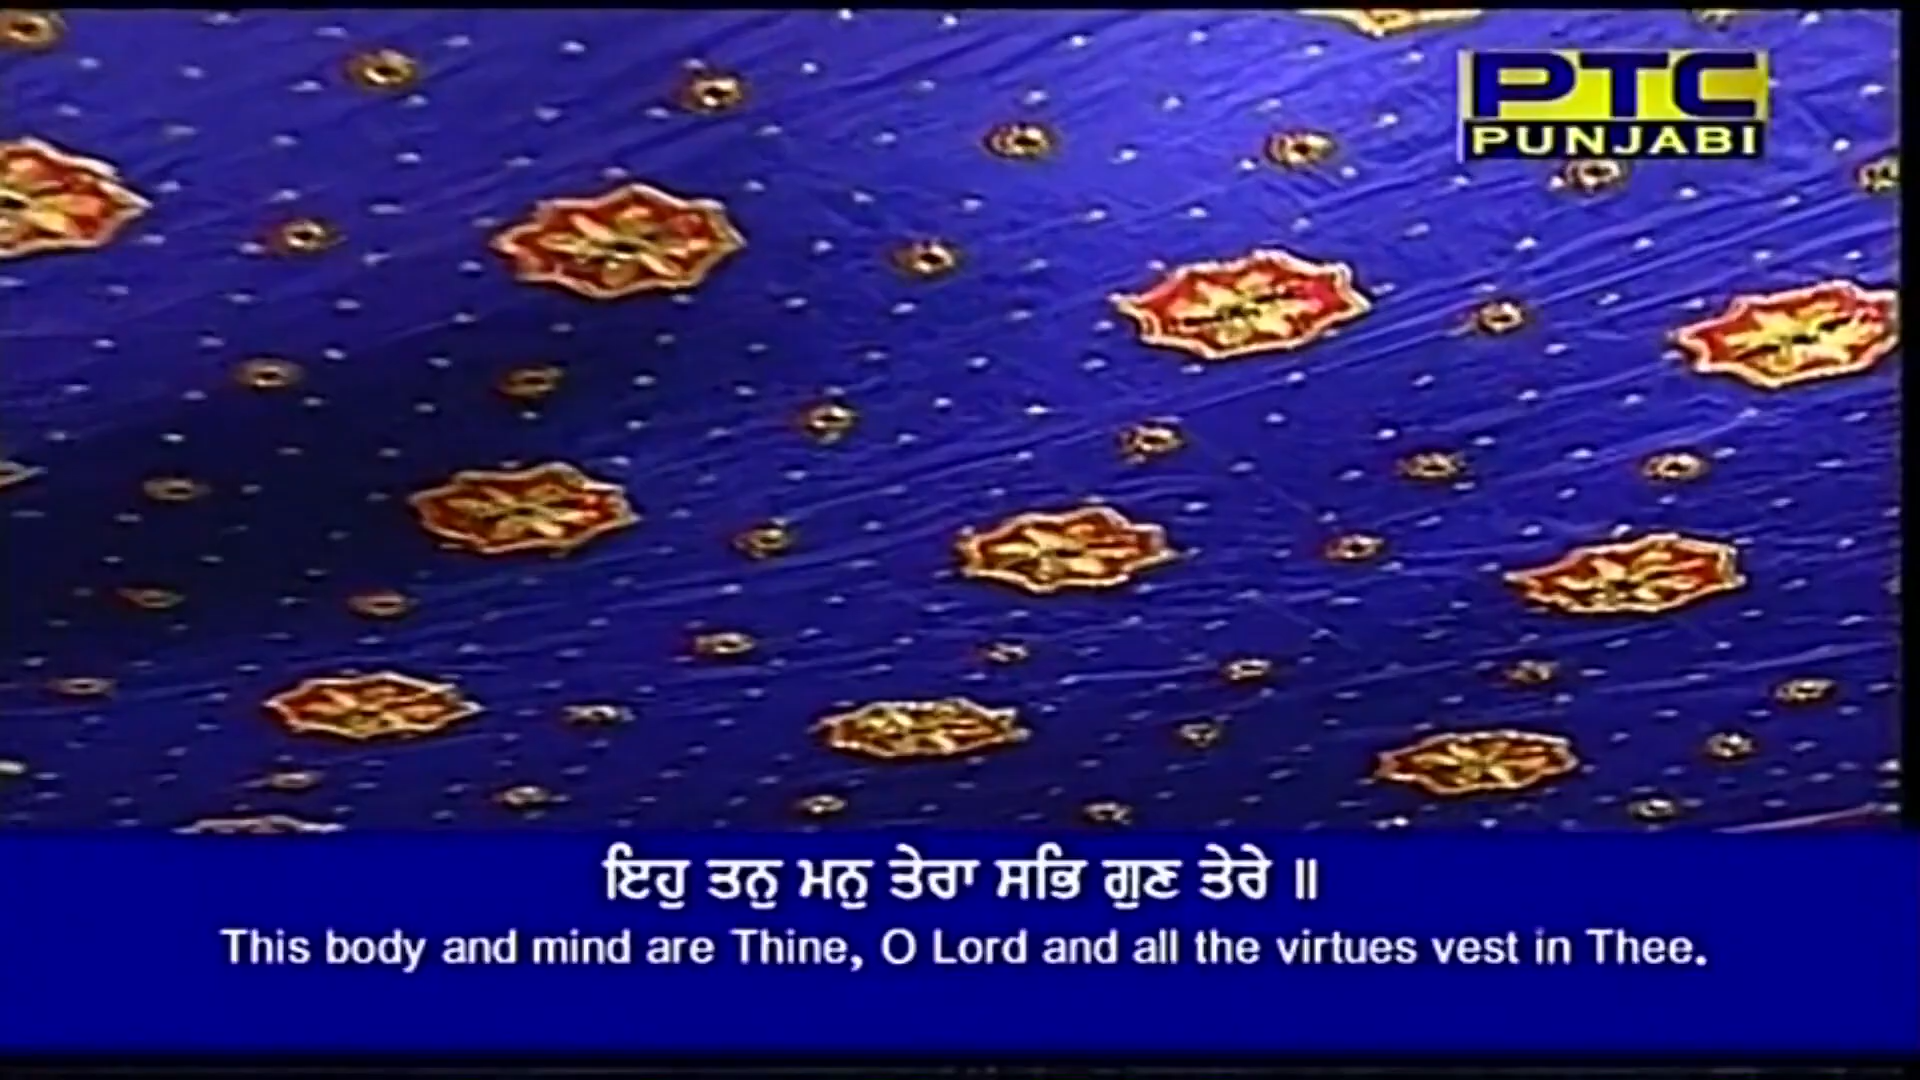 PTC
PUNJABI
ਇਹੁ ਤਨੁ ਮਨੁ ਤੇਰਾ ਸਭਿ ਗੁਣ ਤੇਰੇ ॥
This body and mind are Thine, O Lord and all the virtues vest in Thee.